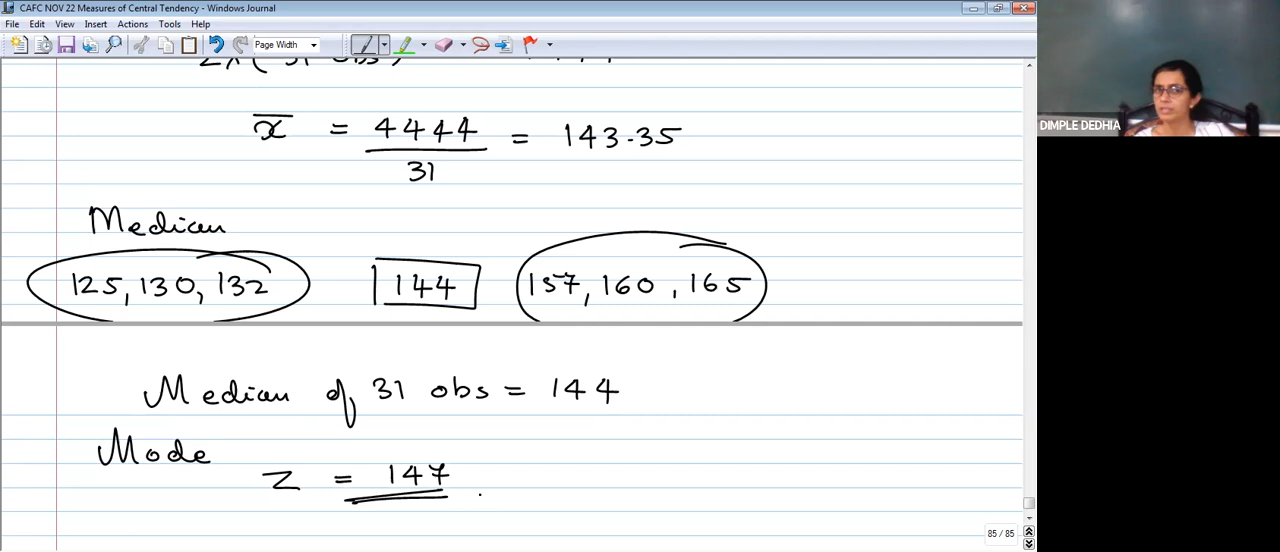 CAFC NOV 22 Measures of Central Tendency - Windows Journal
File Edit View Insert Actions Tools Help
Page Width
x̅ = 4444 / 31 = 143.35
DIMPLE DEDHIA
Median
125, 130, 132 144 157, 160, 165
Median of 31 obs = 144
Mode
Z = 147
85 / 85